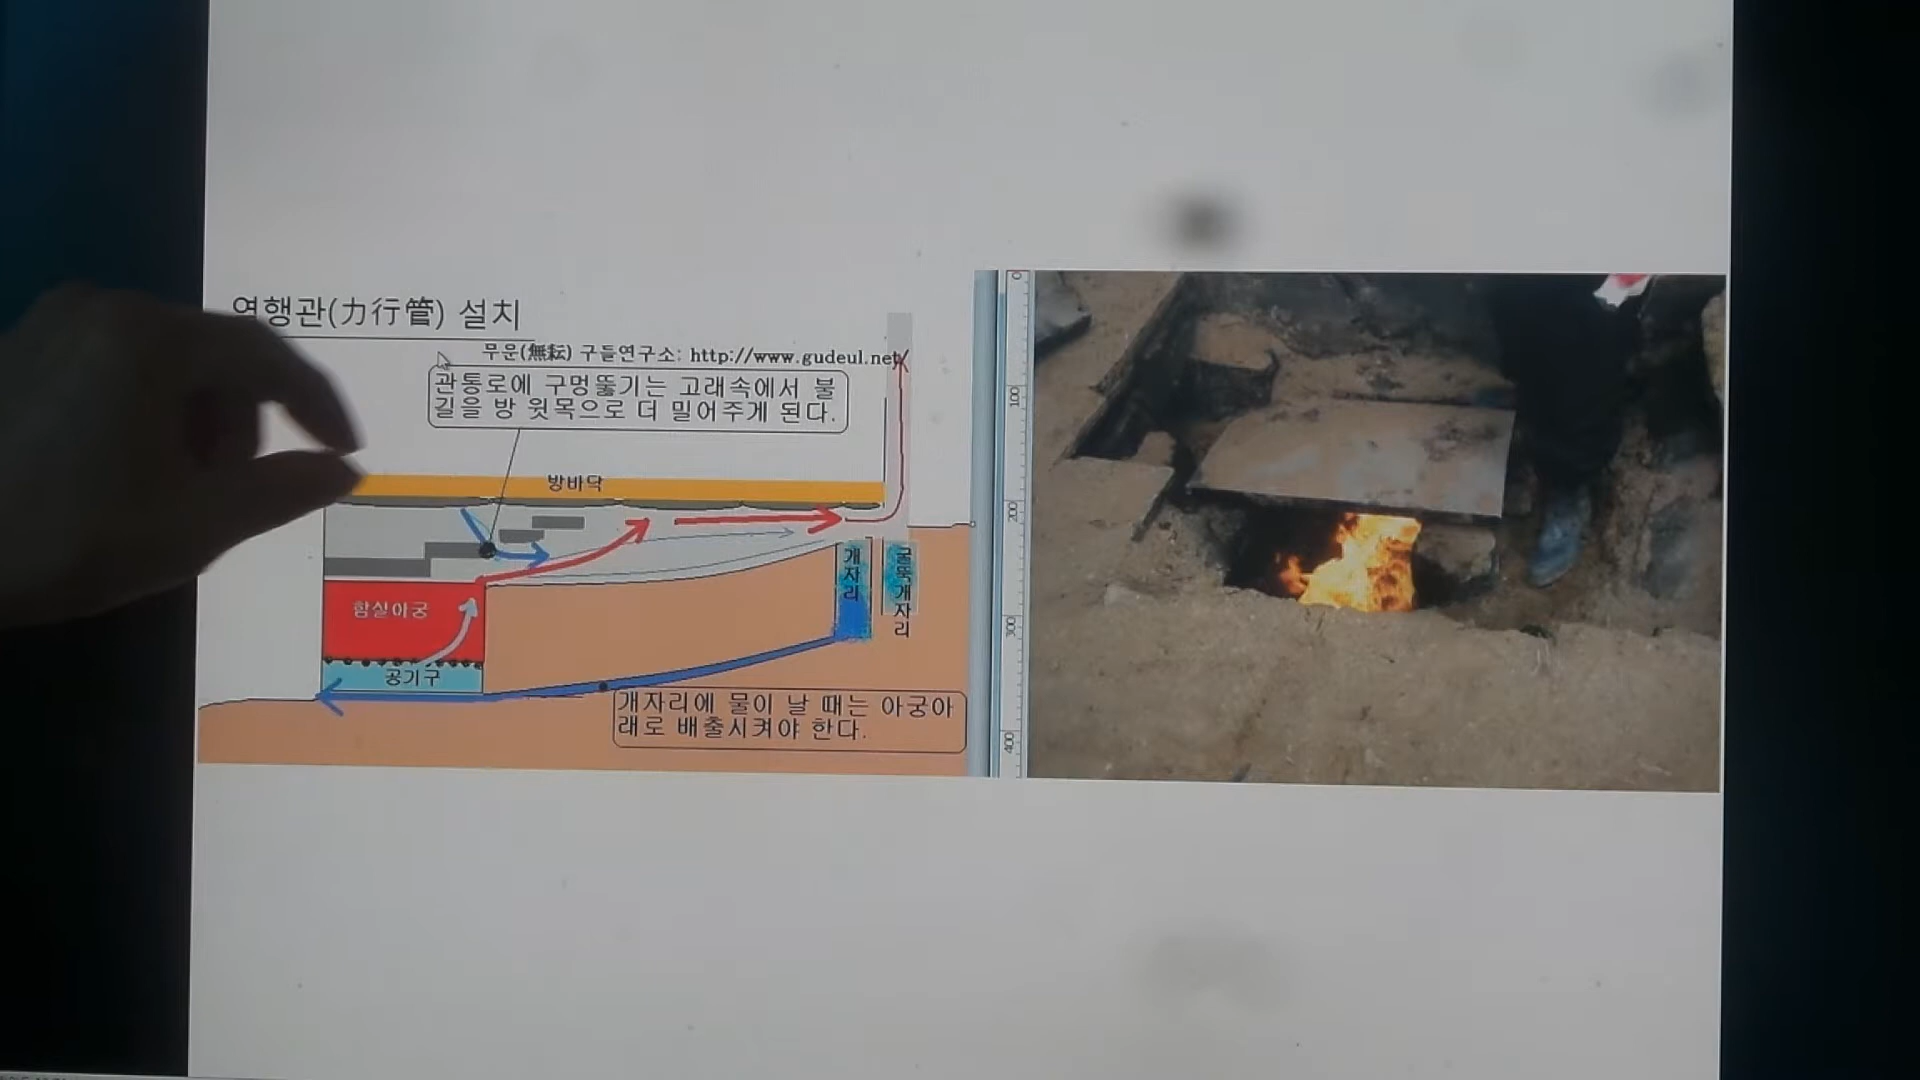 역행관(力行管) 설치
무운(無耘) 구들연구소: http://www.gudeul.net/
관통로에 구멍뚫기는 고래속에서 불
길을 방 윗목으로 더 밀어주게 된다.
방바닥
함실아궁
공기구
개자리
굴뚝개자리
개자리에 물이 날 때는 아궁아
래로 배출시켜야 한다.
0
100
200
300
400